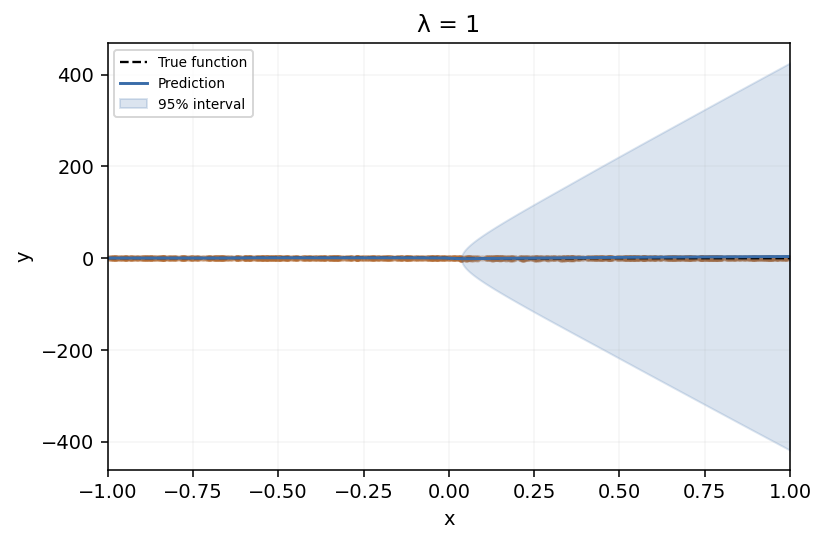 λ = 1
True function
Prediction
95% interval
400
200
0
−200
−400
y
−1.00 −0.75 −0.50 −0.25 0.00 0.25 0.50 0.75 1.00
x